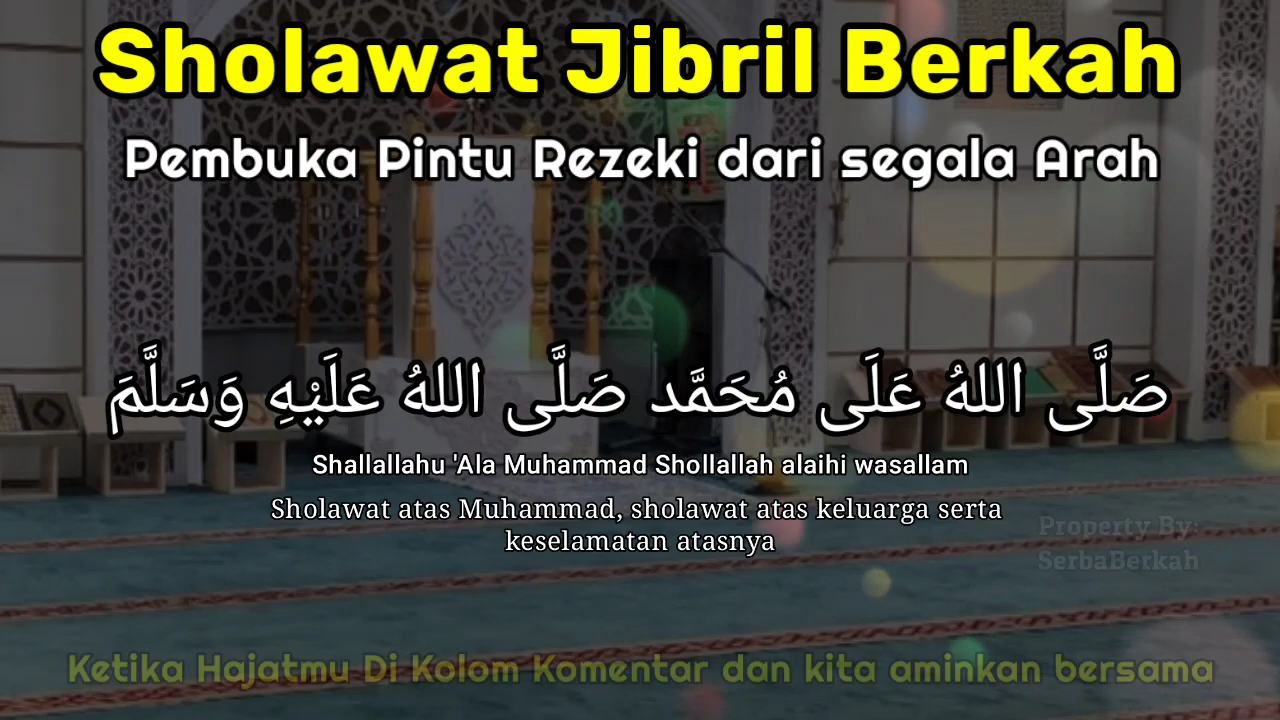 Sholawat Jibril Berkah
Pembuka Pintu Rezeki dari segala Arah
صَلَّى اللهُ عَلَى مُحَمَّد صَلَّى اللهُ عَلَيْهِ وَسَلَّمَ
Shallallahu 'Ala Muhammad Shollallah alaihi wasallam
Sholawat atas Muhammad, sholawat atas keluarga serta
keselamatan atasnya
Property By:
SerbaBerkah
Ketika Hajatmu Di Kolom Komentar dan kita aminkan bersama